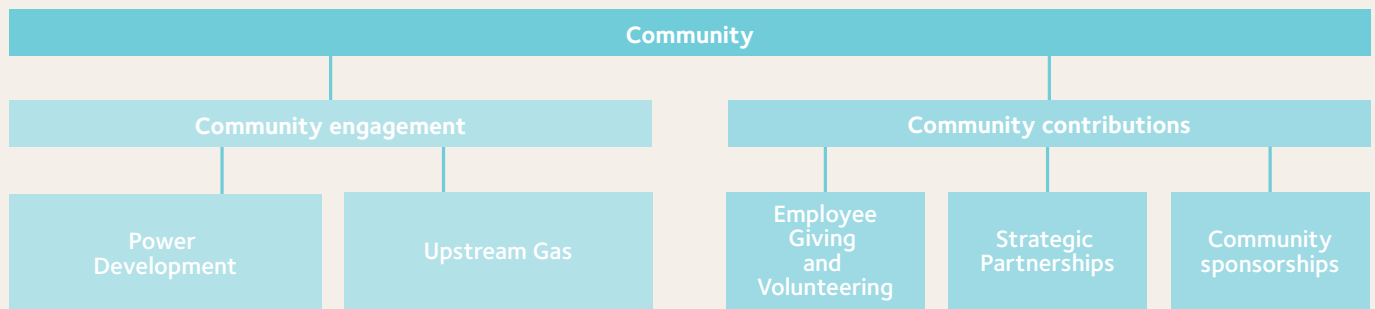 Community
Community engagement
Community contributions
Power
Development
Upstream Gas
Employee
Giving
and
Volunteering
Strategic
Partnerships
Community
sponsorships